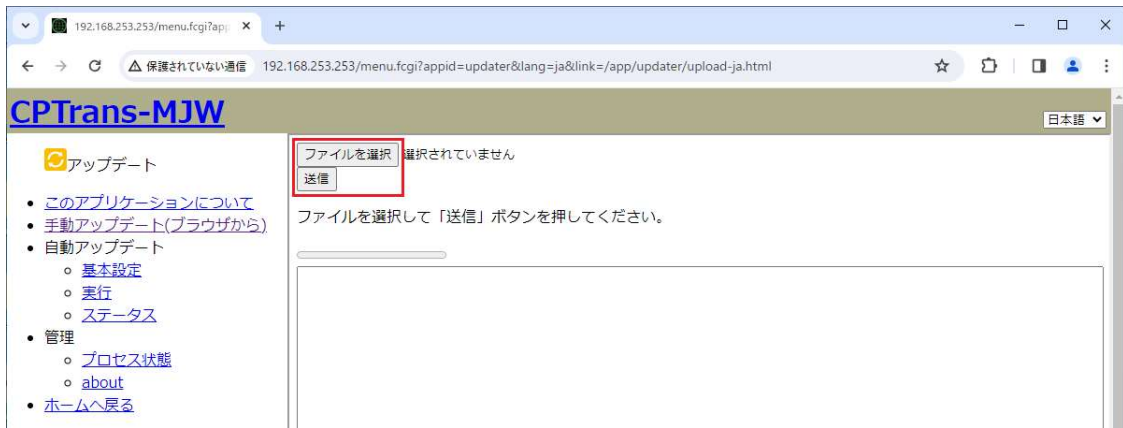 192.168.253.253/menu.fcgi?app
保護されていない通信 192.168.253.253/menu.fcgi?appid=updater&lang=ja&link=/app/updater/upload-ja.html
CPTrans-MJW
日本語
アップデート
このアプリケーションについて
手動アップデート(ブラウザから)
自動アップデート
基本設定
実行
ステータス
管理
プロセス状態
about
ホームへ戻る
ファイルを選択 選択されていません
送信
ファイルを選択して「送信」ボタンを押してください。